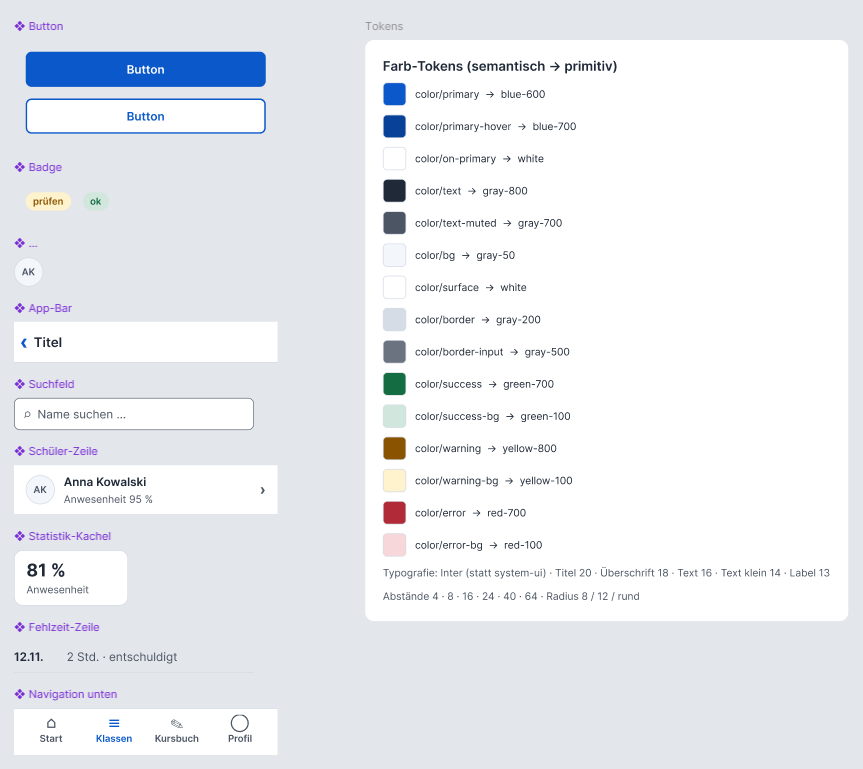 Button
Button
Button
Badge
prüfen ok
...
AK
App-Bar
‹ Titel
Suchfeld
Name suchen ...
Schüler-Zeile
AK
Anna Kowalski
Anwesenheit 95 %
›
Statistik-Kachel
81 %
Anwesenheit
Fehlzeit-Zeile
12.11. 2 Std. · entschuldigt
Navigation unten
Start Klassen Kursbuch Profil
Tokens
Farb-Tokens (semantisch → primitiv)
color/primary → blue-600
color/primary-hover → blue-700
color/on-primary → white
color/text → gray-800
color/text-muted → gray-700
color/bg → gray-50
color/surface → white
color/border → gray-200
color/border-input → gray-500
color/success → green-700
color/success-bg → green-100
color/warning → yellow-800
color/warning-bg → yellow-100
color/error → red-700
color/error-bg → red-100
Typografie: Inter (statt system-ui) · Titel 20 · Überschrift 18 · Text 16 · Text klein 14 · Label 13
Abstände 4 · 8 · 16 · 24 · 40 · 64 · Radius 8 / 12 / rund